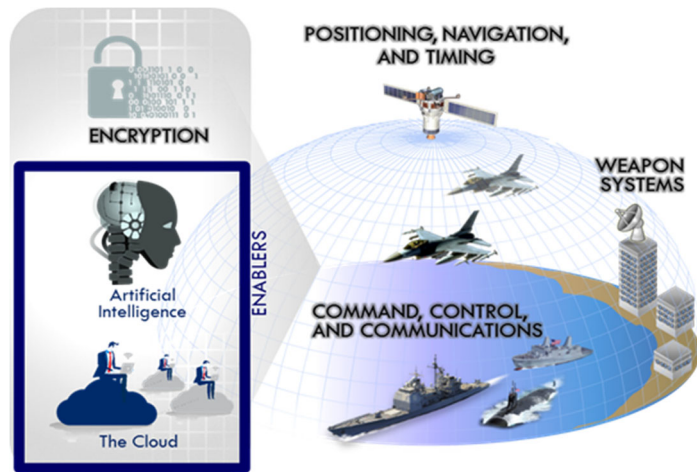 ENCRYPTION
Artificial
Intelligence
The Cloud
ENABLERS
POSITIONING, NAVIGATION,
AND TIMING
WEAPON
SYSTEMS
COMMAND, CONTROL,
AND COMMUNICATIONS